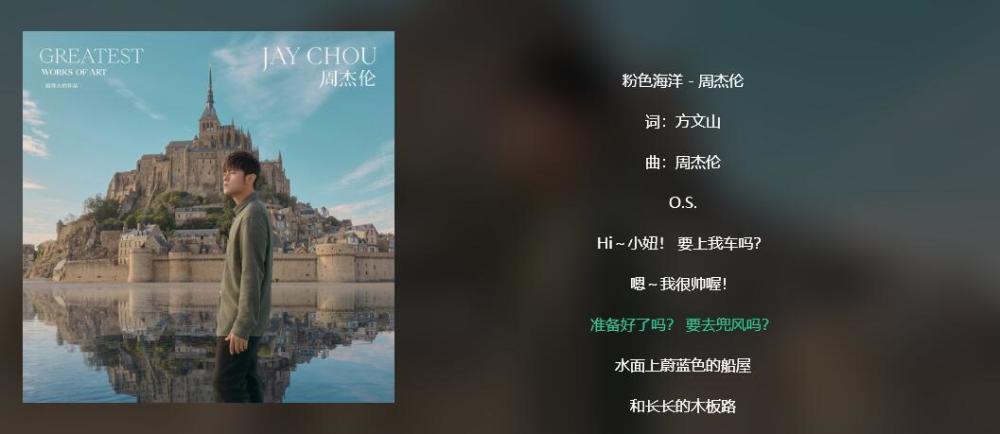 GREATEST
WORKS OF ART
JAY CHOU
周杰伦
粉色海洋 - 周杰伦
词：方文山
曲：周杰伦
O.S.
Hi～小妞！ 要上我车吗？
嗯～我很帅喔！
准备好了吗？ 要去兜风吗？
水面上蔚蓝色的船屋
和长长的木板路